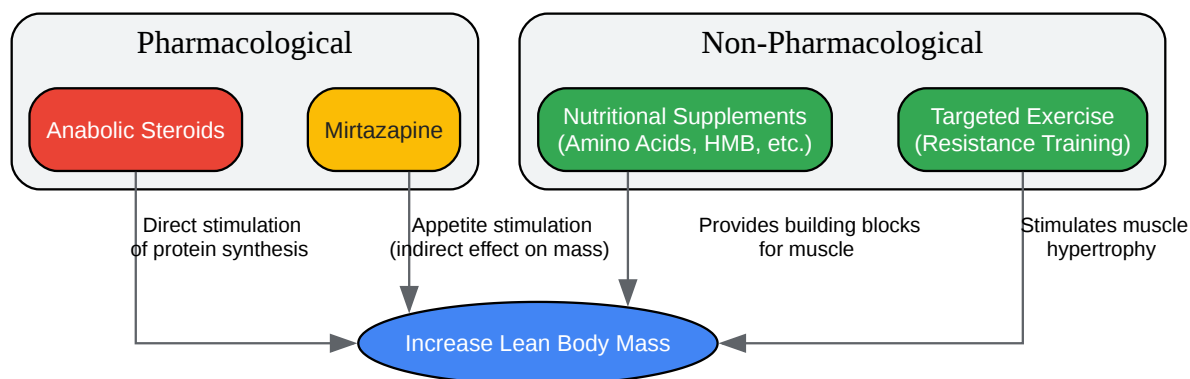 Pharmacological
Non-Pharmacological
Anabolic Steroids
Mirtazapine
Nutritional Supplements
(Amino Acids, HMB, etc.)
Targeted Exercise
(Resistance Training)
Direct stimulation
of protein synthesis
Appetite stimulation
(indirect effect on mass)
Provides building blocks
for muscle
Stimulates muscle
hypertrophy
Increase Lean Body Mass